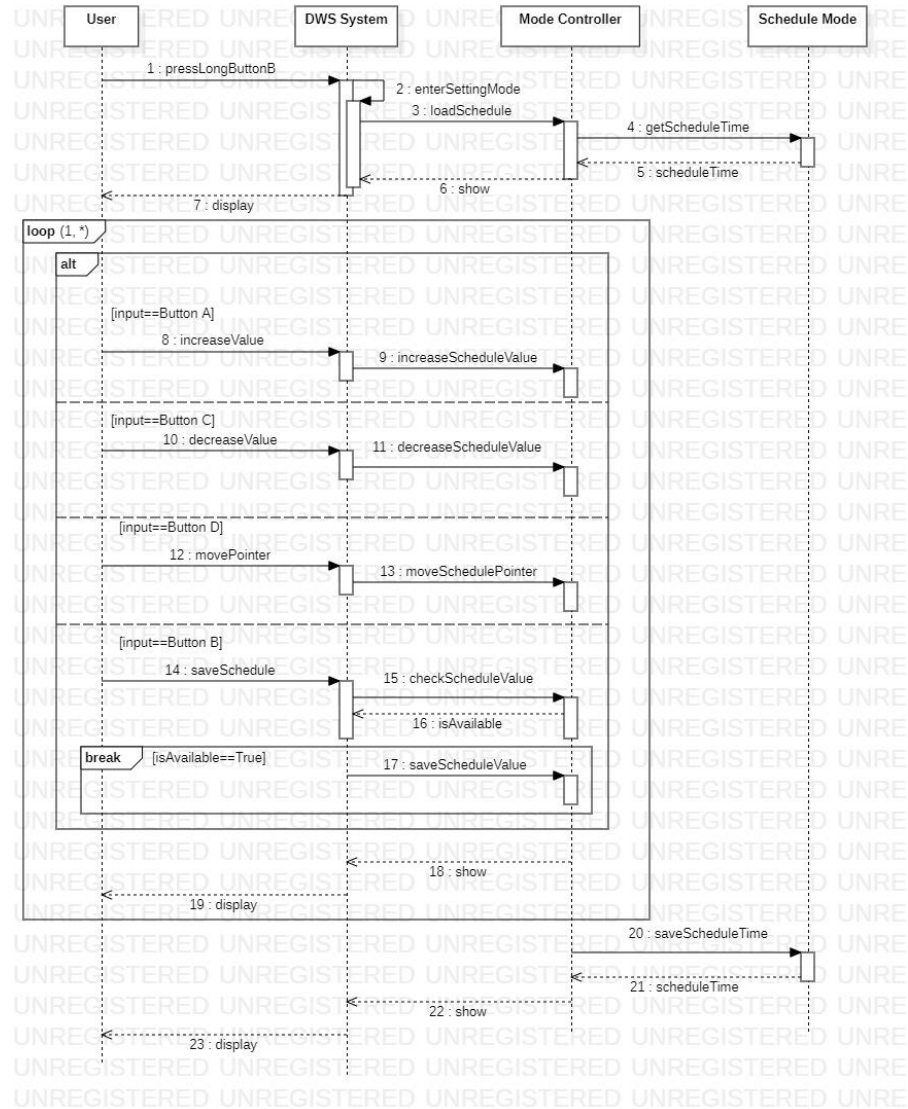 User DWS System Mode Controller Schedule Mode
1 : pressLongButtonB
2 : enterSettingMode
3 : loadSchedule
4 : getScheduleTime
5 : scheduleTime
6 : show
7 : display
loop (1, *)
alt
[input==Button A]
8 : increaseValue
9 : increaseScheduleValue
[input==Button C]
10 : decreaseValue
11 : decreaseScheduleValue
[input==Button D]
12 : movePointer
13 : moveSchedulePointer
[input==Button B]
14 : saveSchedule
15 : checkScheduleValue
16 : isAvailable
break [isAvailable==True]
17 : saveScheduleValue
18 : show
19 : display
20 : saveScheduleTime
21 : scheduleTime
22 : show
23 : display
UNREGISTERED